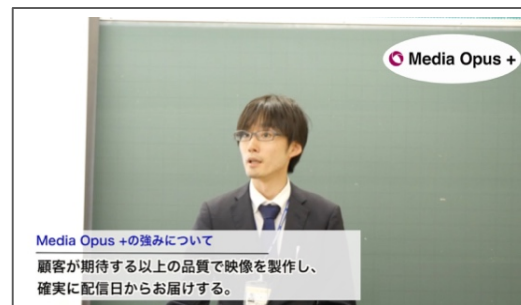 Media Opus +
Media Opus +の強みについて
顧客が期待する以上の品質で映像を製作し、
確実に配信日からお届けする。